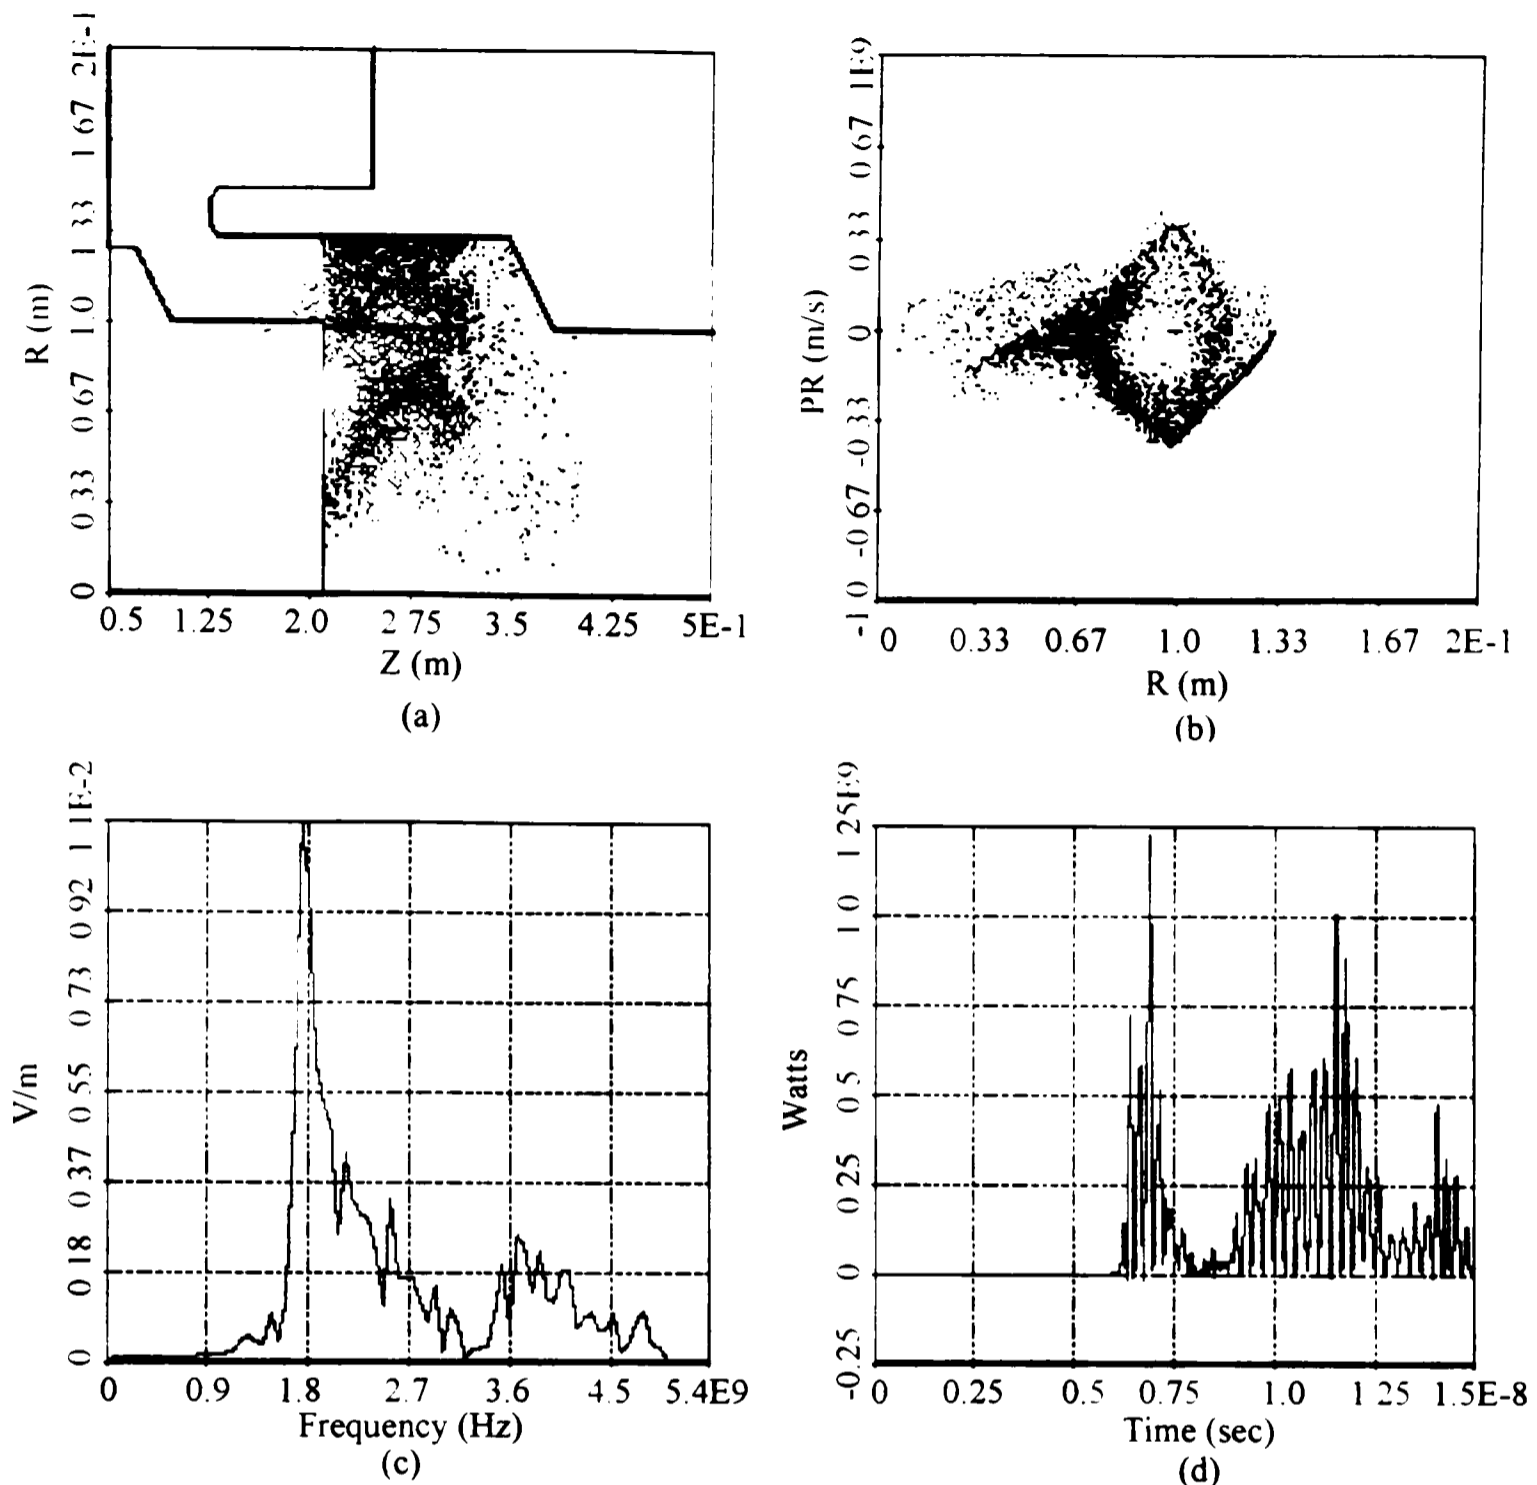 2E-1
1 67
1 33
1 0
0 67
0 33
0
R (m)
0.5 1.25 2.0 2 75 3.5 4.25 5E-1
Z (m)
(a)
1E9
0 67
0 33
0
-0 33
-0 67
-1 0
PR (m/s)
0 0.33 0.67 1.0 1.33 1.67 2E-1
R (m)
(b)
1 1E-2
0 92
0 73
0 55
0 37
0 18
0
V/m
0 0.9 1.8 2.7 3.6 4.5 5.4E9
Frequency (Hz)
(c)
1 25E9
1 0
0 75
0 5
0 25
0
-0 25
Watts
0 0.25 0.5 0.75 1.0 1 25 1.5E-8
Time (sec)
(d)